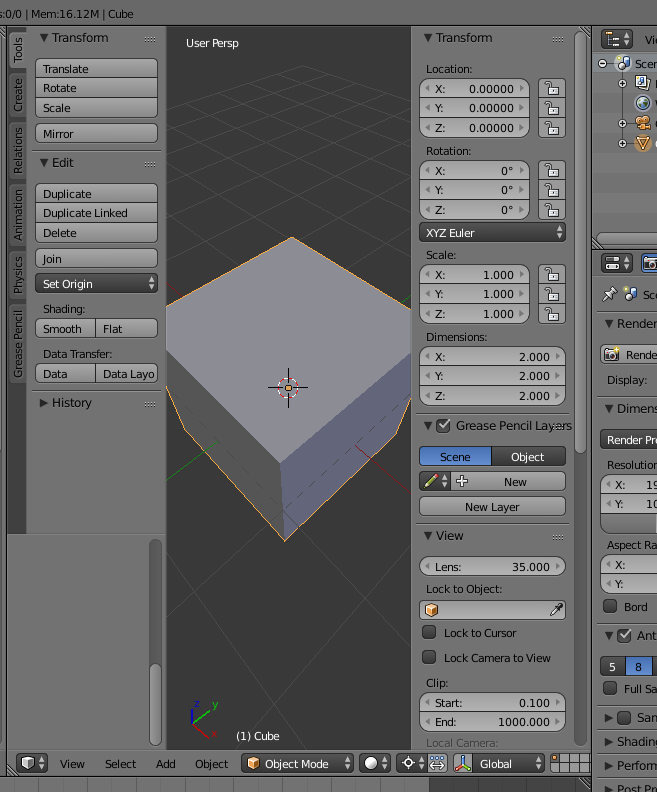 s:0/0 | Mem:16.12M | Cube
Tools
Create
Relations
Animation
Physics
Grease Pencil
Transform
Translate
Rotate
Scale
Mirror
Edit
Duplicate
Duplicate Linked
Delete
Join
Set Origin
Shading:
Smooth Flat
Data Transfer:
Data Data Layo
History
User Persp
z y x
(1) Cube
Transform
Location:
X: 0.00000
Y: 0.00000
Z: 0.00000
Rotation:
X: 0°
Y: 0°
Z: 0°
XYZ Euler
Scale:
X: 1.000
Y: 1.000
Z: 1.000
Dimensions:
X: 2.000
Y: 2.000
Z: 2.000
Grease Pencil Layers
Scene Object
New
New Layer
View
Lens: 35.000
Lock to Object:
Lock to Cursor
Lock Camera to View
Clip:
Start: 0.100
End: 1000.000
Local Camera:
View Select Add Object Object Mode Global
Vi
Scen
Sc
Render
Rende
Display:
Dimens
Render Pr
Resolution
X: 19
Y: 10
Aspect Ra
X:
Y:
Bord
Ant
5 8
Full Sa
San
Shadin
Perform
Post Pr